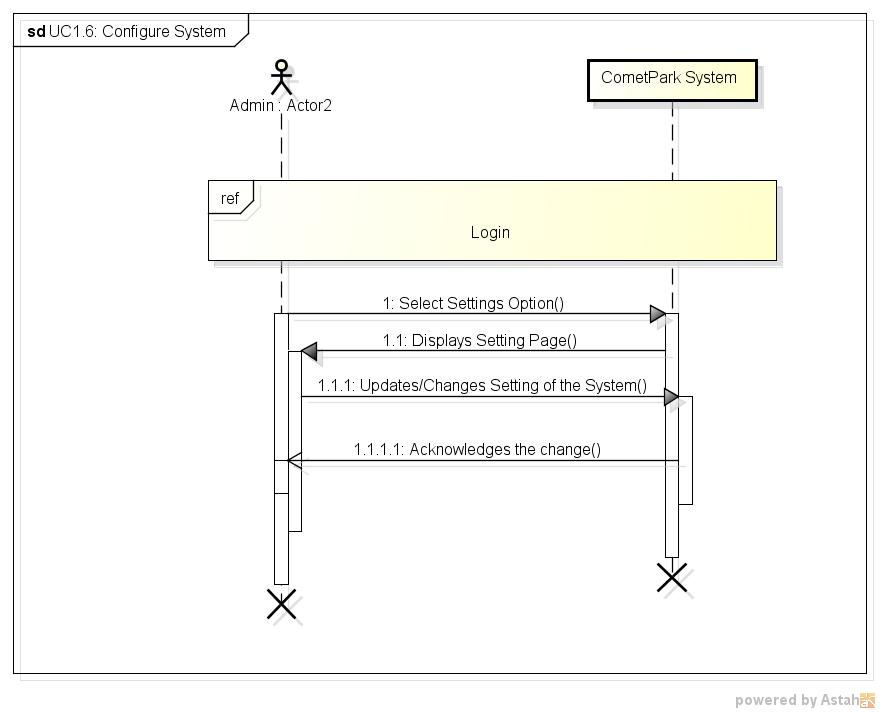 sd UC1.6: Configure System
Admin : Actor2
CometPark System
ref
Login
1: Select Settings Option()
1.1: Displays Setting Page()
1.1.1: Updates/Changes Setting of the System()
1.1.1.1: Acknowledges the change()
powered by Astah